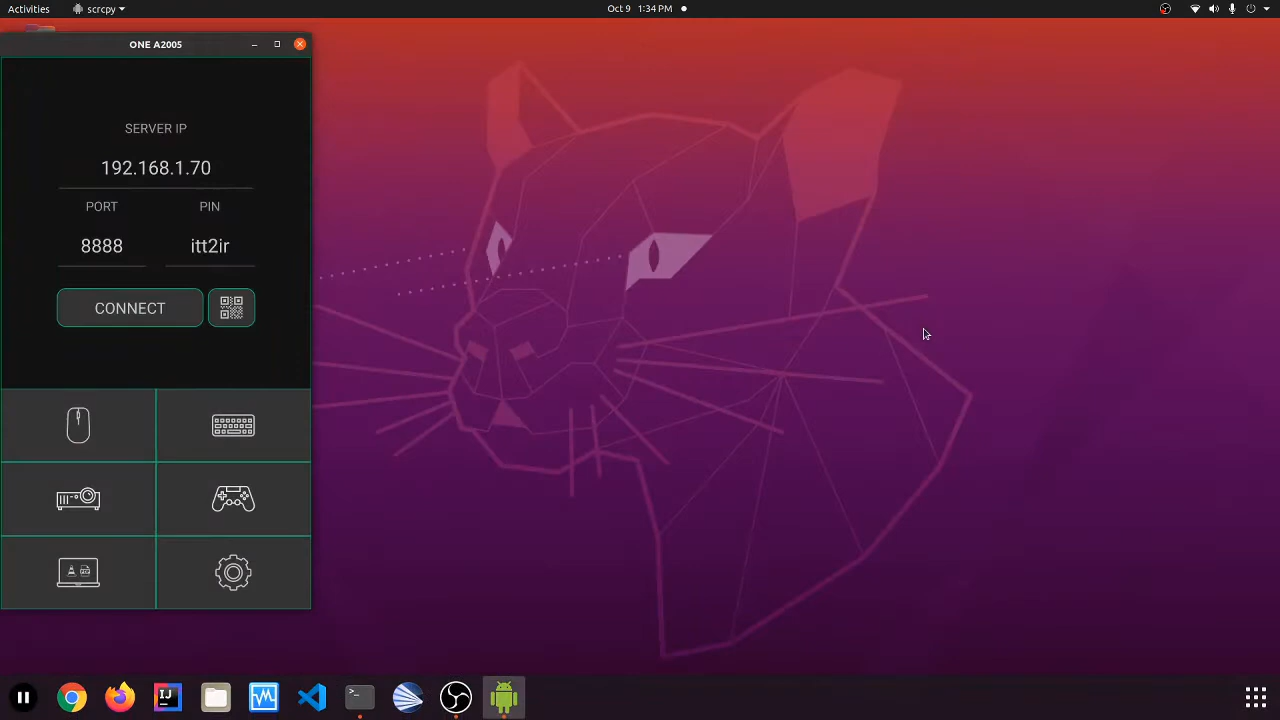 Activities
scrcpy
Oct 9 1:34 PM
ONE A2005
SERVER IP
192.168.1.70
PORT PIN
8888 itt2ir
CONNECT
IJ